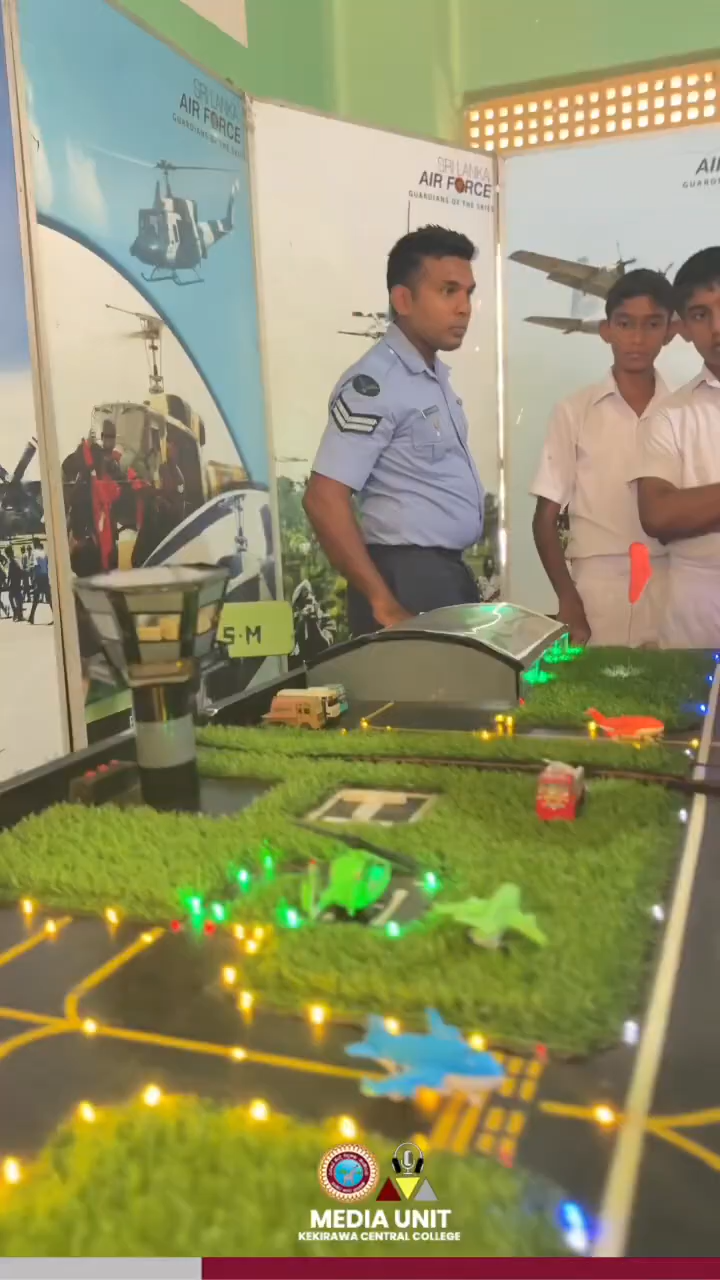 SRI LANKA
AIR FORCE
GUARDIANS OF THE SKIES
SRI LANKA
AIR FORCE
GUARDIANS OF THE SKIES
S·M
MEDIA UNIT
KEKIRAWA CENTRAL COLLEGE